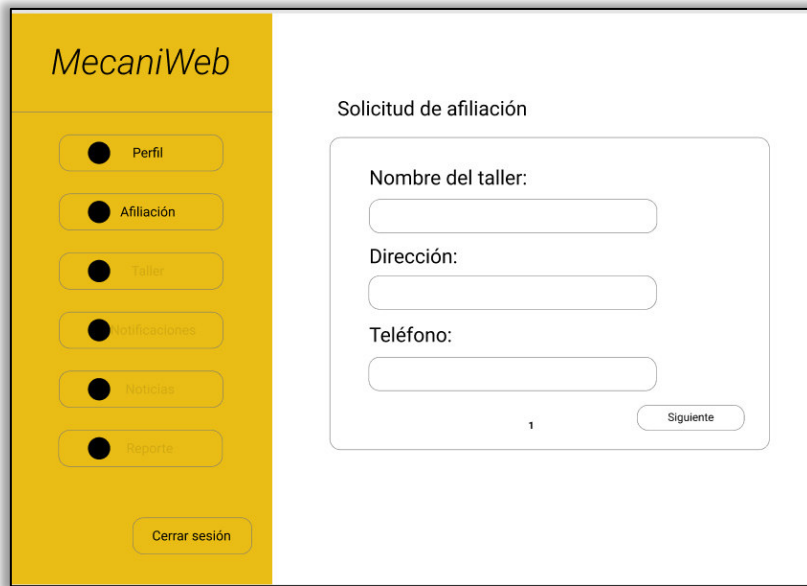 MecaniWeb
Perfil
Afiliación
Taller
Notificaciones
Noticias
Reporte
Cerrar sesión
Solicitud de afiliación
Nombre del taller:
Dirección:
Teléfono:
1
Siguiente